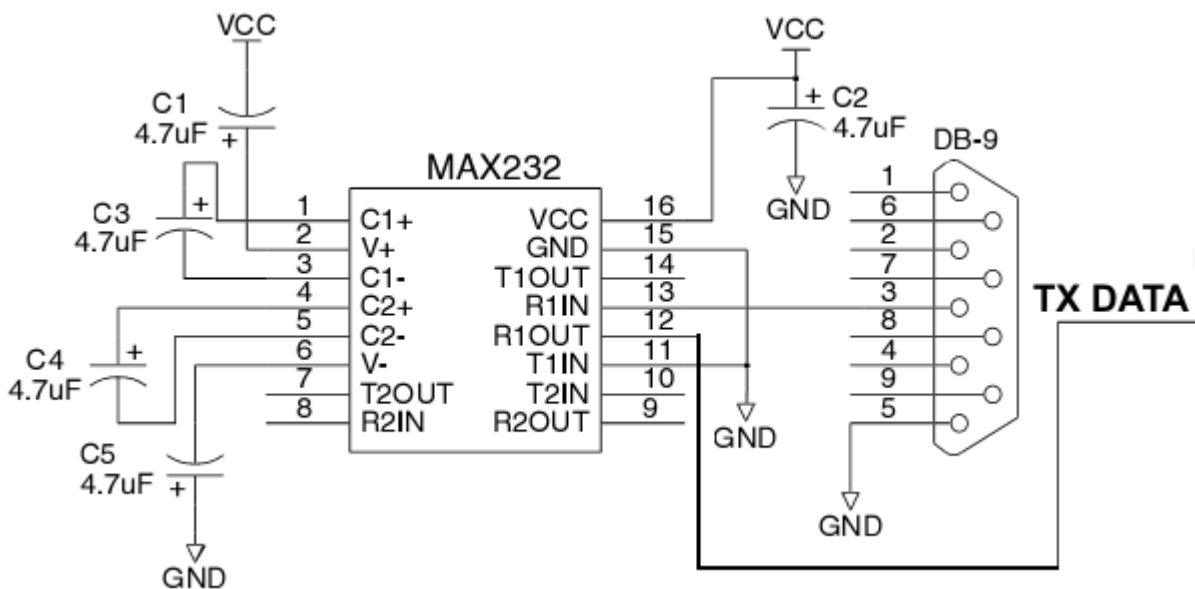 VCC
C1
4.7uF
+
C3
4.7uF
+
C4
4.7uF
+
C5
4.7uF
+
GND
MAX232
1 C1+
2 V+
3 C1-
4 C2+
5 C2-
6 V-
7 T2OUT
8 R2IN
VCC 16
GND 15
T1OUT 14
R1IN 13
R1OUT 12
T1IN 11
T2IN 10
R2OUT 9
VCC
+ C2
4.7uF
GND
GND
DB-9
1
6
2
7
3
8
4
9
5
GND
TX DATA